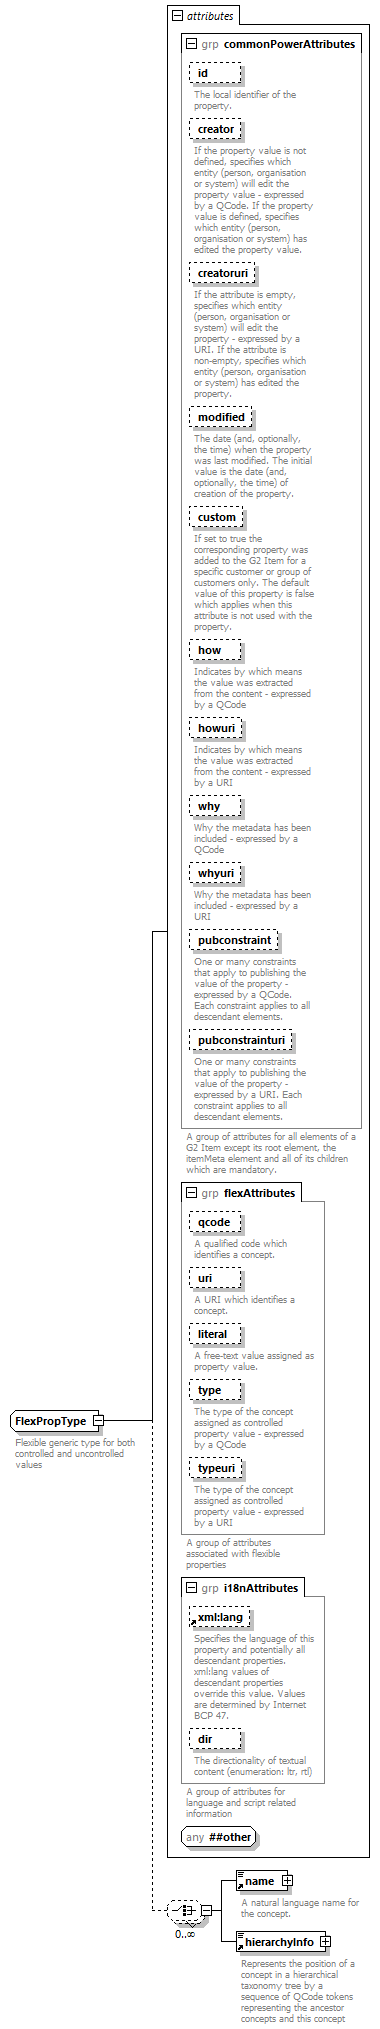 attributes
grp commonPowerAttributes
id
The local identifier of the
property.
creator
If the property value is not
defined, specifies which
entity (person, organisation
or system) will edit the
property value - expressed
by a QCode. If the property
value is defined, specifies
which entity (person,
organisation or system) has
edited the property value.
creatoruri
If the attribute is empty,
specifies which entity
(person, organisation or
system) will edit the
property - expressed by a
URI. If the attribute is
non-empty, specifies which
entity (person, organisation
or system) has edited the
property.
modified
The date (and, optionally,
the time) when the property
was last modified. The initial
value is the date (and,
optionally, the time) of
creation of the property.
custom
If set to true the
corresponding property was
added to the G2 Item for a
specific customer or group of
customers only. The default
value of this property is false
which applies when this
attribute is not used with the
property.
how
Indicates by which means
the value was extracted
from the content - expressed
by a QCode
howuri
Indicates by which means
the value was extracted
from the content - expressed
by a URI
why
Why the metadata has been
included - expressed by a
QCode
whyuri
Why the metadata has been
included - expressed by a
URI
pubconstraint
One or many constraints
that apply to publishing the
value of the property -
expressed by a QCode.
Each constraint applies to all
descendant elements.
pubconstrainturi
One or many constraints
that apply to publishing the
value of the property -
expressed by a URI. Each
constraint applies to all
descendant elements.
A group of attributes for all elements of a
G2 Item except its root element, the
itemMeta element and all of its children
which are mandatory.
grp flexAttributes
qcode
A qualified code which
identifies a concept.
uri
A URI which identifies a
concept.
literal
A free-text value assigned as
property value.
type
The type of the concept
assigned as controlled
property value - expressed
by a QCode
typeuri
The type of the concept
assigned as controlled
property value - expressed
by a URI
A group of attributes
associated with flexible
properties
FlexPropType
Flexible generic type for both
controlled and uncontrolled
values
grp i18nAttributes
xml:lang
Specifies the language of this
property and potentially all
descendant properties.
xml:lang values of
descendant properties
override this value. Values
are determined by Internet
BCP 47.
dir
The directionality of textual
content (enumeration: ltr, rtl)
A group of attributes for
language and script related
information
any ##other
0..∞
name
A natural language name for
the concept.
hierarchyInfo
Represents the position of a
concept in a hierarchical
taxonomy tree by a
sequence of QCode tokens
representing the ancestor
concepts and this concept